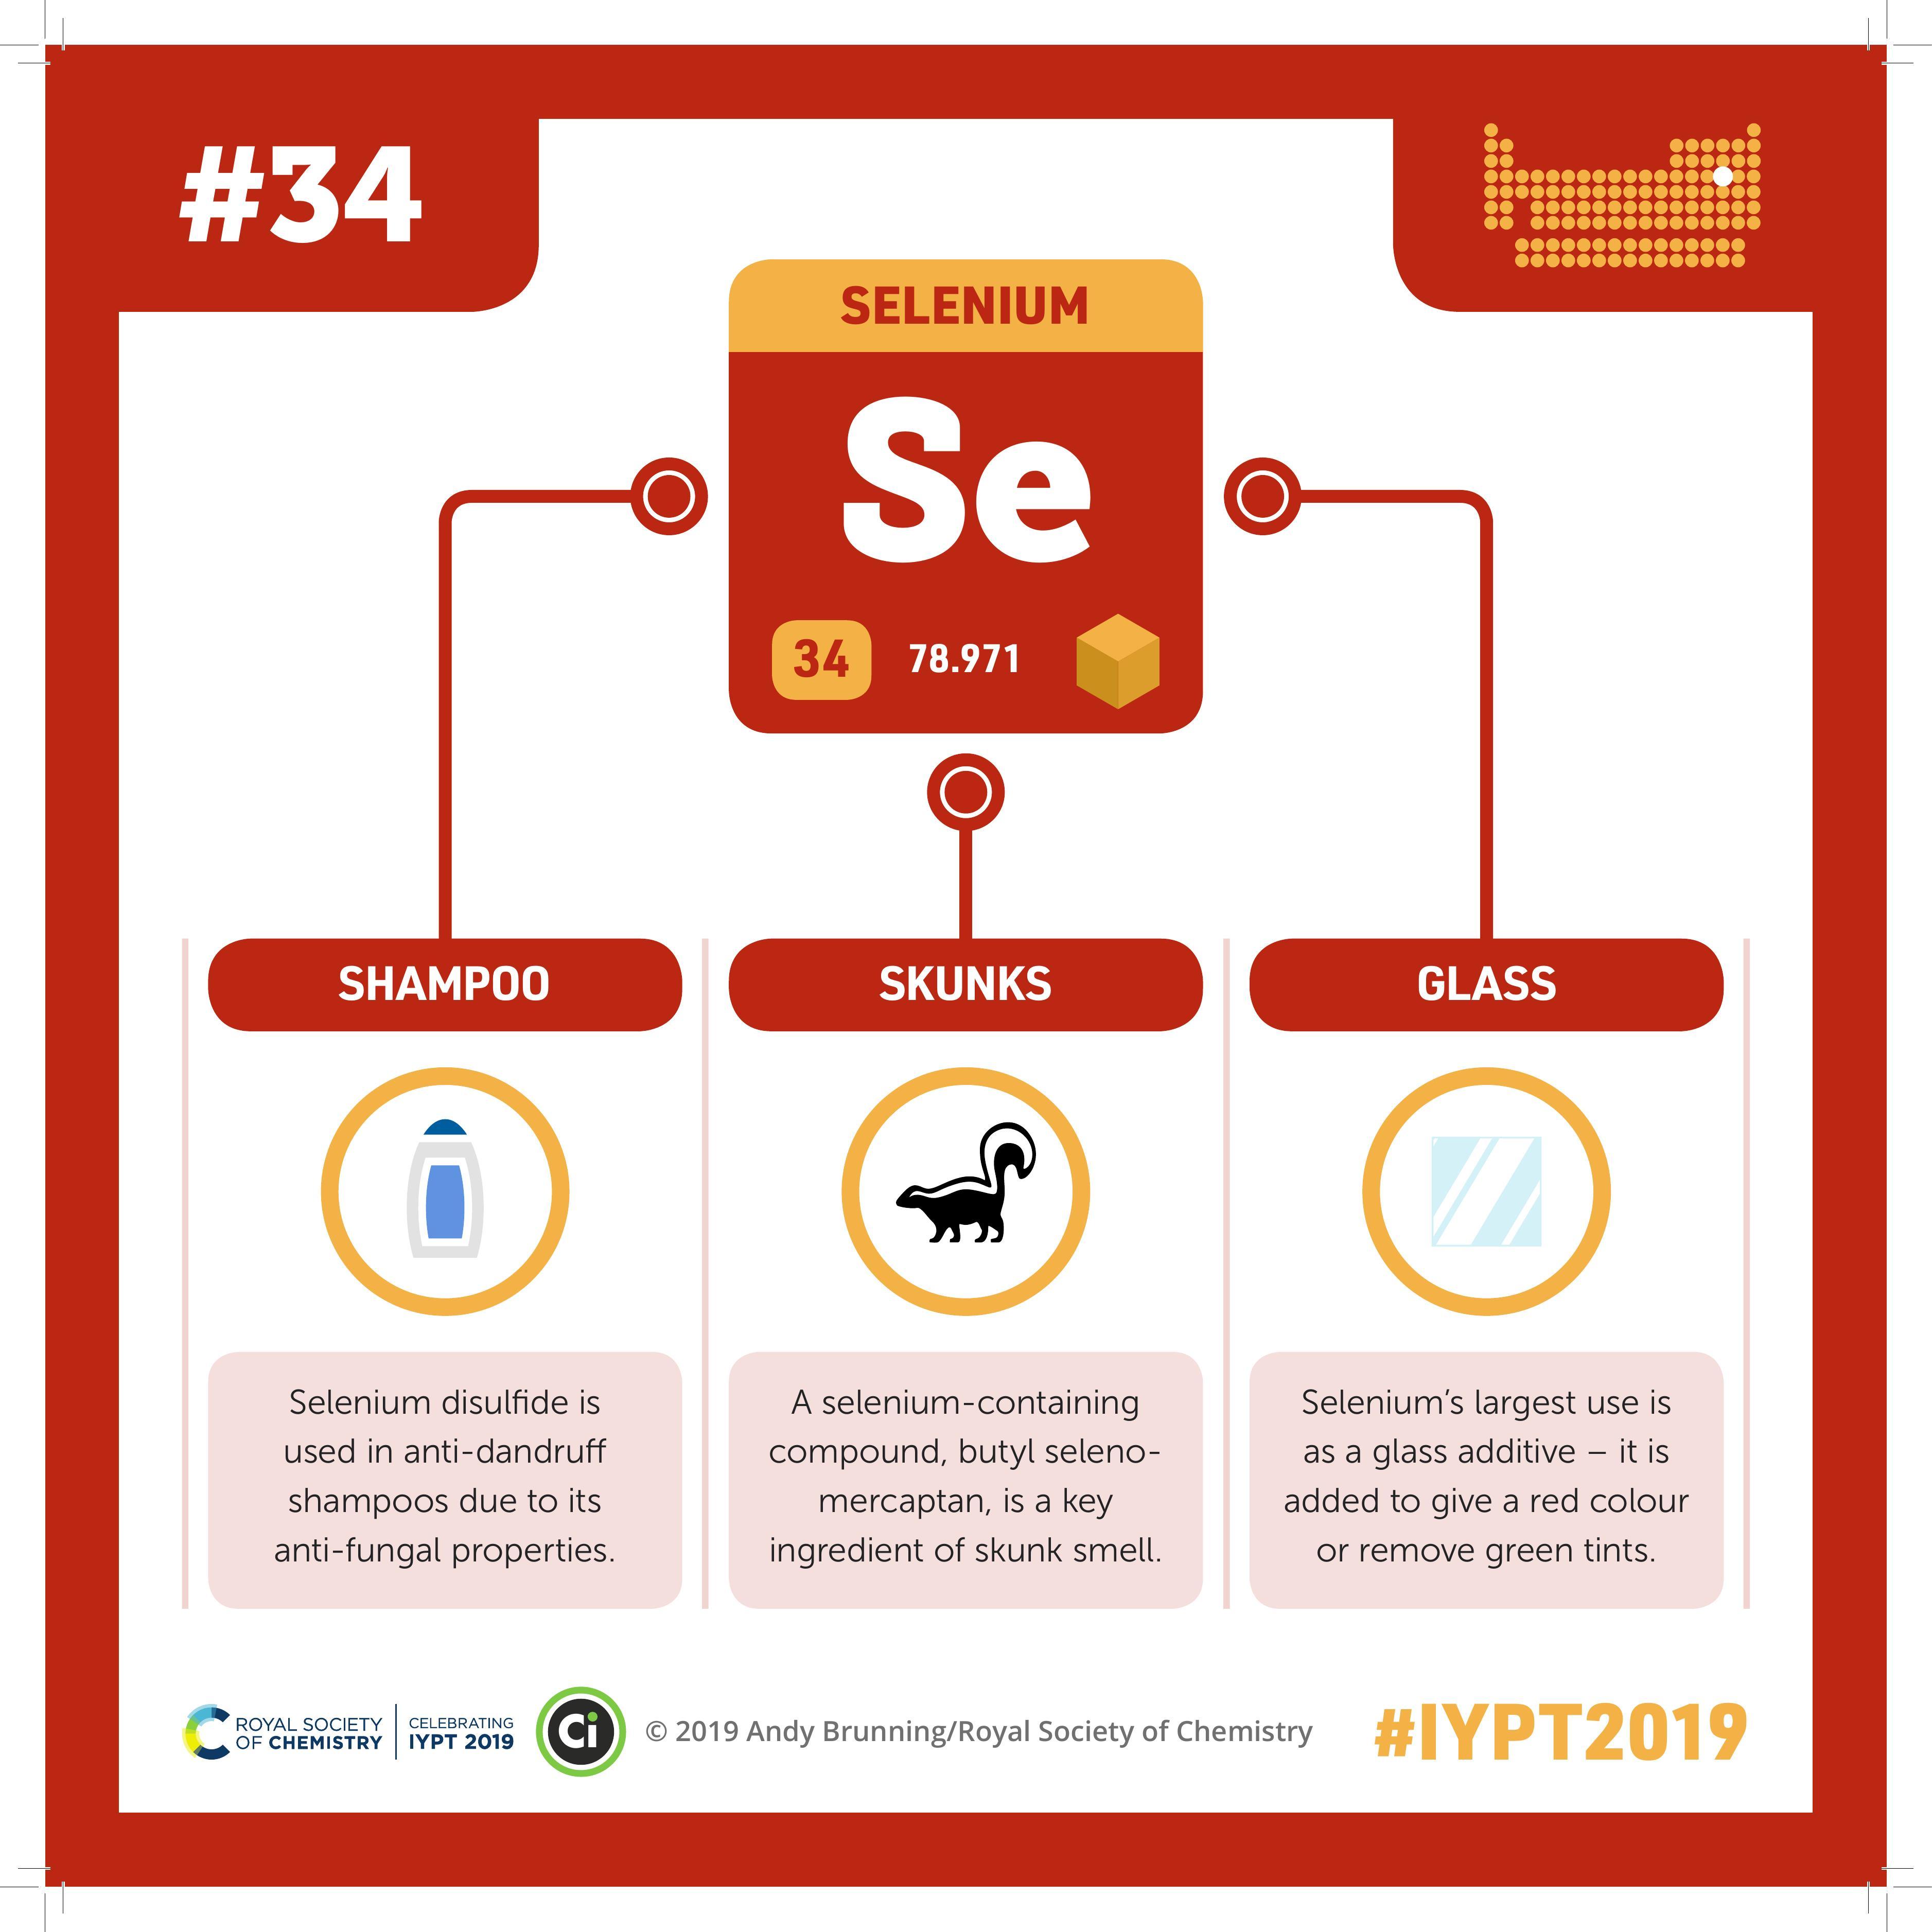 #34
SELENIUM
Se
34 78.971
SHAMPOO
Selenium disulfide is
used in anti-dandruff
shampoos due to its
anti-fungal properties.
SKUNKS
A selenium-containing
compound, butyl seleno-
mercaptan, is a key
ingredient of skunk smell.
GLASS
Selenium’s largest use is
as a glass additive – it is
added to give a red colour
or remove green tints.
ROYAL SOCIETY
OF CHEMISTRY
CELEBRATING
IYPT 2019
Ci
© 2019 Andy Brunning/Royal Society of Chemistry
#IYPT2019